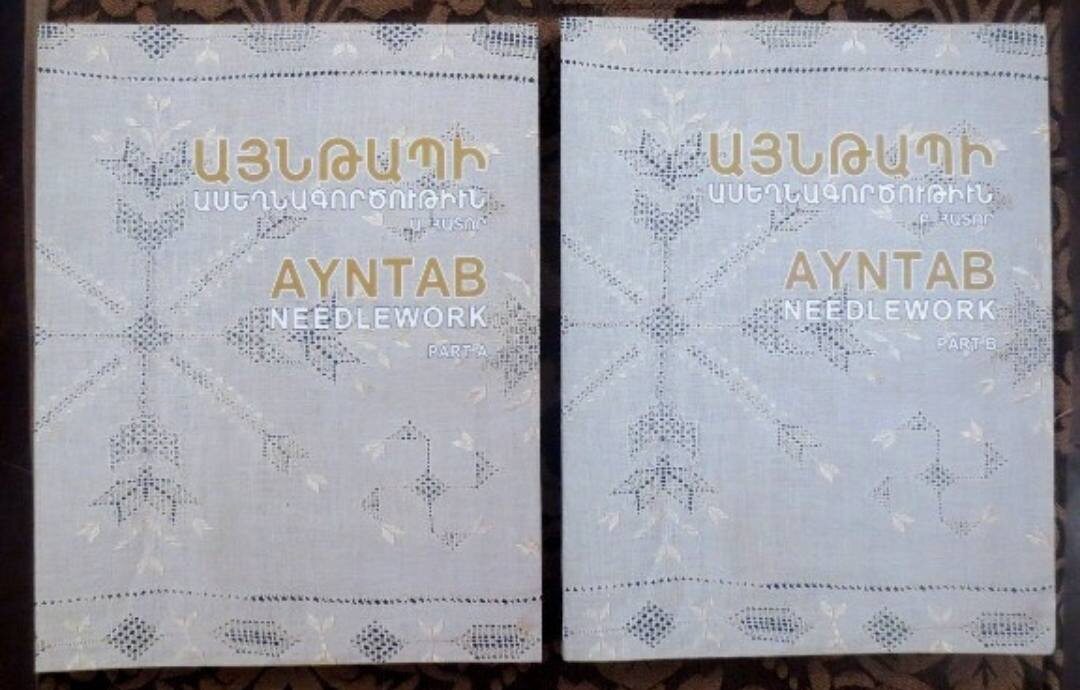 ԱՅՆԹԱՊԻ
ԱՍԵՂՆԱԳՈՐԾՈՒԹԻՒՆ
Ա. ՀԱՏՈՐ
AYNTAB
NEEDLEWORK
PART A
ԱՅՆԹԱՊԻ
ԱՍԵՂՆԱԳՈՐԾՈՒԹԻՒՆ
Բ. ՀԱՏՈՐ
AYNTAB
NEEDLEWORK
PART B